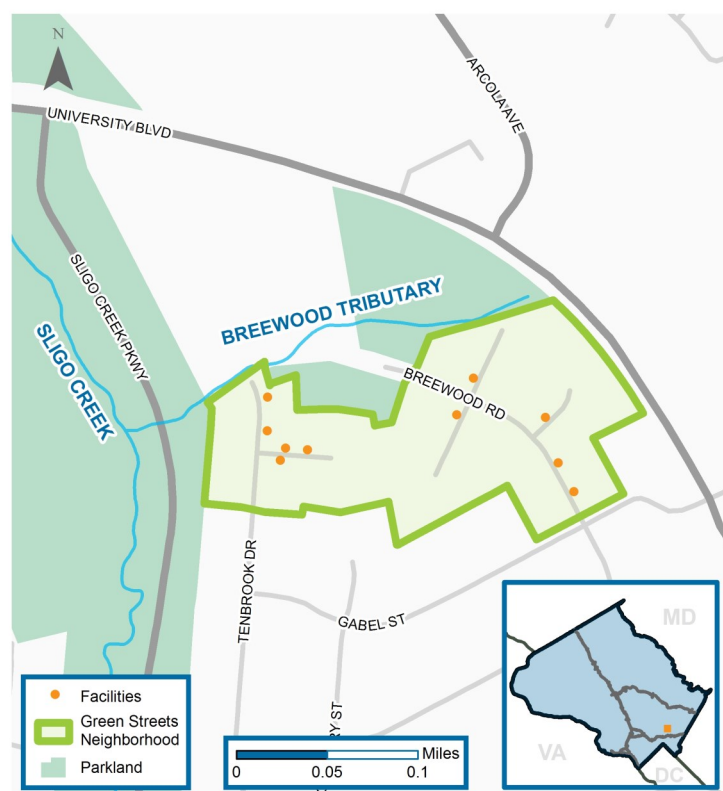 N
ARCOLA AVE
UNIVERSITY BLVD
SLIGO CREEK PKWY
BREEWOOD TRIBUTARY
SLIGO CREEK
BREEWOOD RD
TENBROOK DR
GABEL ST
ST
Facilities
Green Streets
Neighborhood
Parkland
Miles
0
0.05
0.1
MD
VA
DC